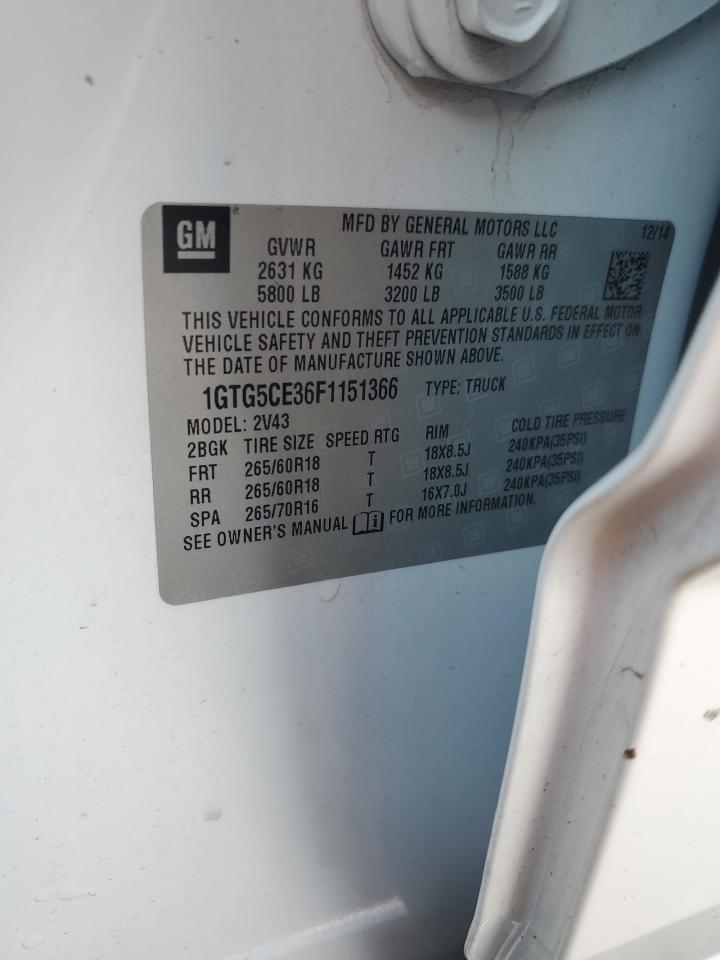 GM
MFD BY GENERAL MOTORS LLC 12/14
GVWR GAWR FRT GAWR RR
2631 KG 1452 KG 1588 KG
5800 LB 3200 LB 3500 LB
THIS VEHICLE CONFORMS TO ALL APPLICABLE U.S. FEDERAL MOTOR
VEHICLE SAFETY AND THEFT PREVENTION STANDARDS IN EFFECT ON
THE DATE OF MANUFACTURE SHOWN ABOVE.
1GTG5CE36F1151366 TYPE: TRUCK
MODEL: 2V43
2BGK TIRE SIZE SPEED RTG RIM COLD TIRE PRESSURE
FRT 265/60R18 T 18X8.5J 240KPA(35PSI)
RR 265/60R18 T 18X8.5J 240KPA(35PSI)
SPA 265/70R16 T 16X7.0J 240KPA(35PSI)
SEE OWNER'S MANUAL FOR MORE INFORMATION.